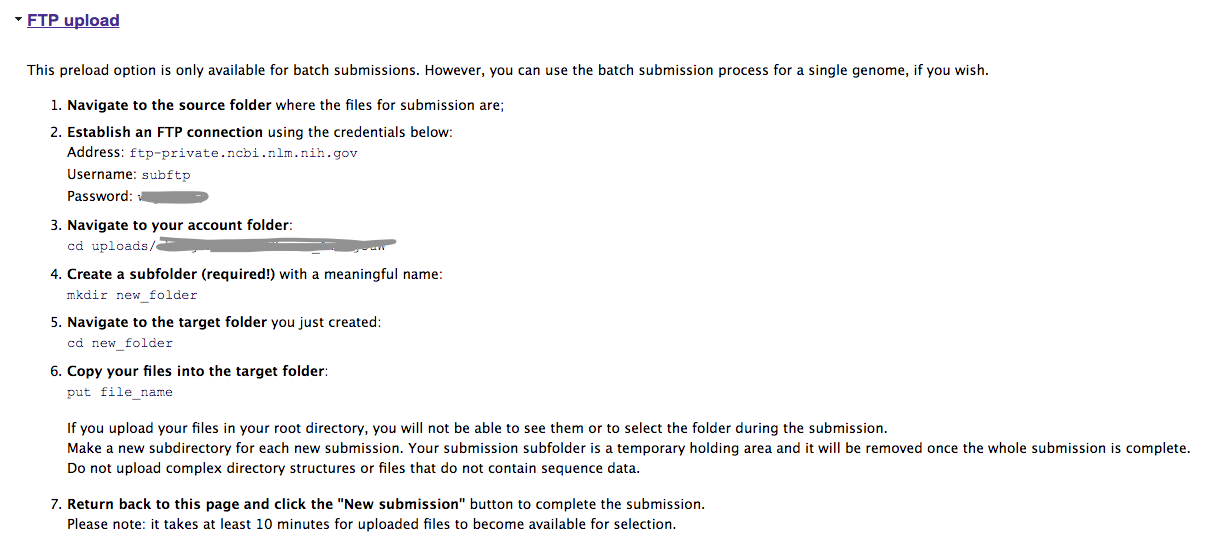 FTP upload
This preload option is only available for batch submissions. However, you can use the batch submission process for a single genome, if you wish.
1. Navigate to the source folder where the files for submission are;
2. Establish an FTP connection using the credentials below:
Address: ftp-private.ncbi.nlm.nih.gov
Username: subftp
Password:
3. Navigate to your account folder:
cd uploads/
4. Create a subfolder (required!) with a meaningful name:
mkdir new_folder
5. Navigate to the target folder you just created:
cd new_folder
6. Copy your files into the target folder:
put file_name
If you upload your files in your root directory, you will not be able to see them or to select the folder during the submission.
Make a new subdirectory for each new submission. Your submission subfolder is a temporary holding area and it will be removed once the whole submission is complete.
Do not upload complex directory structures or files that do not contain sequence data.
7. Return back to this page and click the "New submission" button to complete the submission.
Please note: it takes at least 10 minutes for uploaded files to become available for selection.